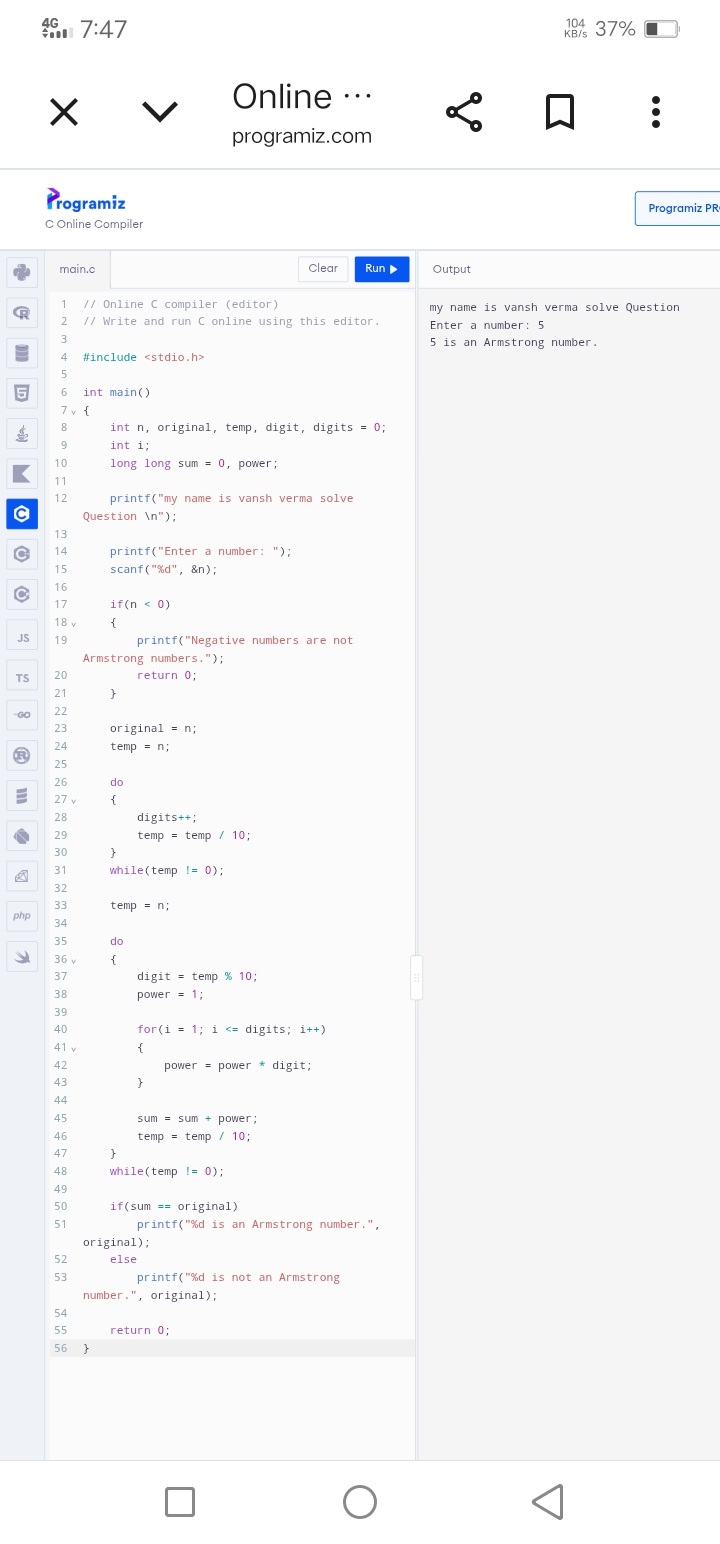 4G 7:47 104 KB/s 37%
Online ···
programiz.com
Programiz
C Online Compiler
Programiz PR
main.c Clear Run Output
1 // Online C compiler (editor)
2 // Write and run C online using this editor.
3
4 #include <stdio.h>
5
6 int main()
7 {
8     int n, original, temp, digit, digits = 0;
9     int i;
10     long long sum = 0, power;
11
12     printf("my name is vansh verma solve
Question \n");
13
14     printf("Enter a number: ");
15     scanf("%d", &n);
16
17     if(n < 0)
18     {
19         printf("Negative numbers are not
Armstrong numbers.");
20         return 0;
21     }
22
23     original = n;
24     temp = n;
25
26     do
27     {
28         digits++;
29         temp = temp / 10;
30     }
31     while(temp != 0);
32
33     temp = n;
34
35     do
36     {
37         digit = temp % 10;
38         power = 1;
39
40         for(i = 1; i <= digits; i++)
41         {
42             power = power * digit;
43         }
44
45         sum = sum + power;
46         temp = temp / 10;
47     }
48     while(temp != 0);
49
50     if(sum == original)
51         printf("%d is an Armstrong number.",
original);
52     else
53         printf("%d is not an Armstrong
number.", original);
54
55     return 0;
56 }
my name is vansh verma solve Question
Enter a number: 5
5 is an Armstrong number.
R
5
C
C
C
JS
TS
GO
R
php